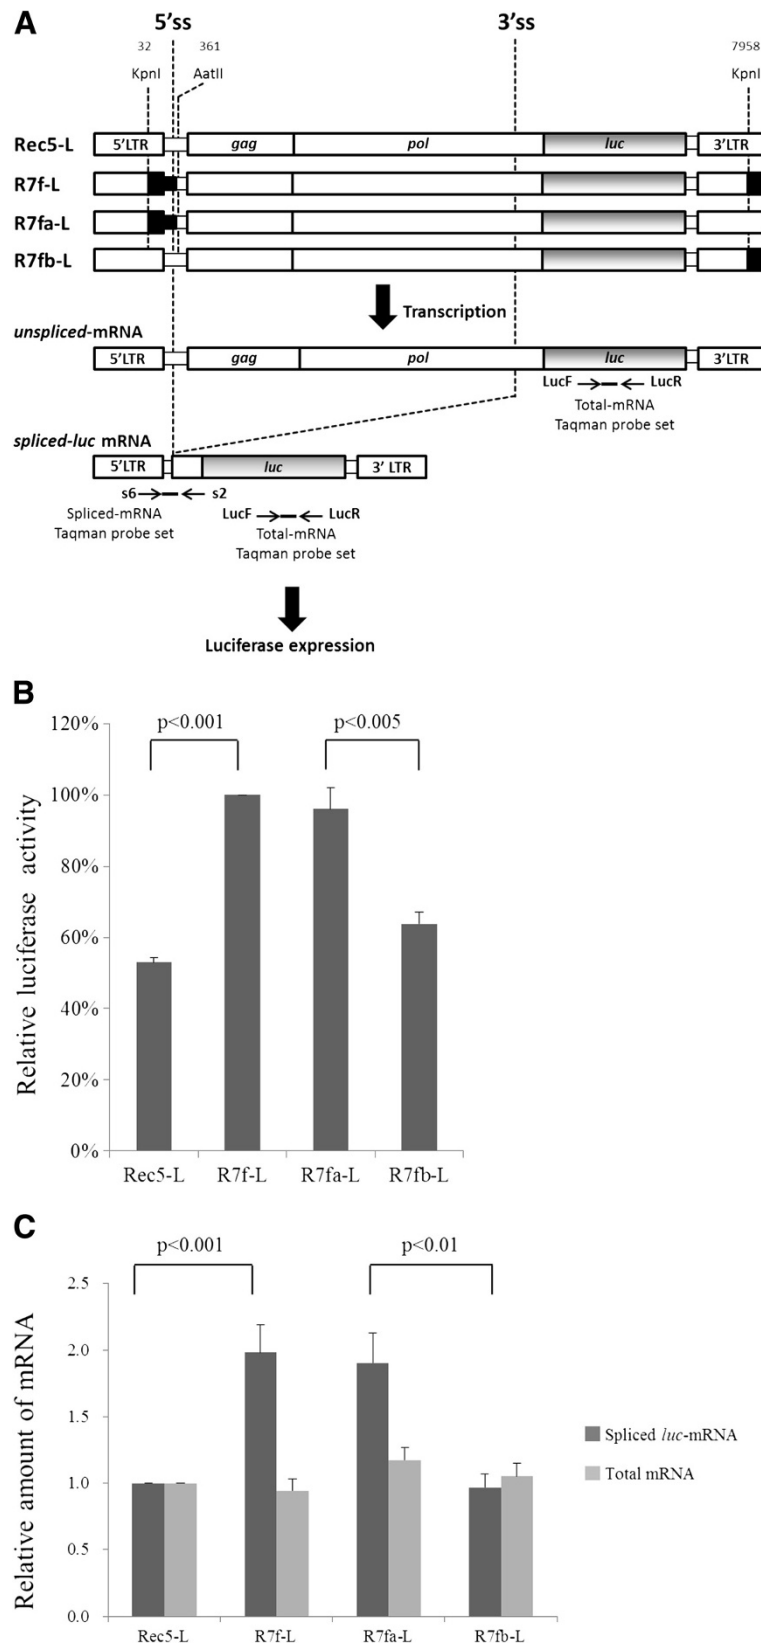 A
5'ss
3'ss
32
361
7958
KpnI
AatII
KpnI
Rec5-L
5'LTR
gag
pol
luc
3'LTR
R7f-L
R7fa-L
R7fb-L
Transcription
unspliced-mRNA
5'LTR
gag
pol
luc
3'LTR
LucF
LucR
Total-mRNA
Taqman probe set
spliced-luc mRNA
5'LTR
luc
3' LTR
s6
s2
Spliced-mRNA
Taqman probe set
LucF
LucR
Total-mRNA
Taqman probe set
Luciferase expression
B
Relative luciferase activity
120%
100%
80%
60%
40%
20%
0%
p<0.001
p<0.005
Rec5-L
R7f-L
R7fa-L
R7fb-L
C
Relative amount of mRNA
2.5
2.0
1.5
1.0
0.5
0.0
p<0.001
p<0.01
Rec5-L
R7f-L
R7fa-L
R7fb-L
Spliced luc-mRNA
Total mRNA